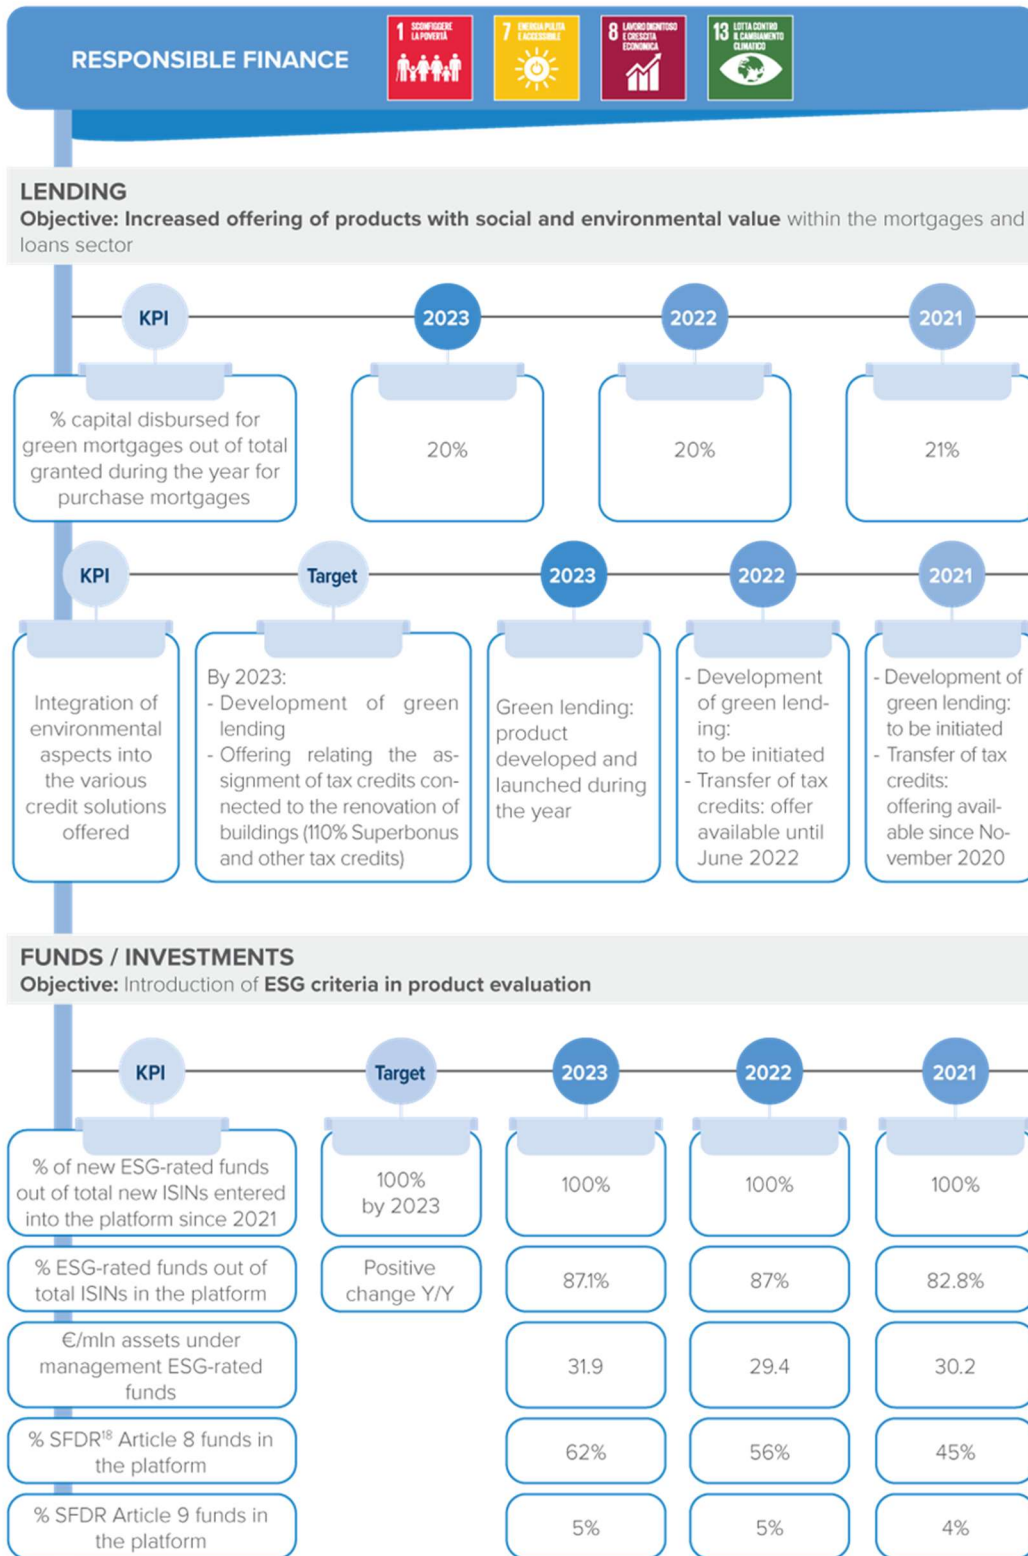 RESPONSIBLE FINANCE
1 SCONFIGGERE
LA POVERTÀ
7 ENERGIA PULITA
E ACCESSIBILE
8 LAVORO DIGNITOSO
E CRESCITA
ECONOMICA
13 LOTTA CONTRO
IL CAMBIAMENTO
CLIMATICO
LENDING
Objective: Increased offering of products with social and environmental value within the mortgages and
loans sector
KPI
2023
2022
2021
% capital disbursed for
green mortgages out of total
granted during the year for
purchase mortgages
20%
20%
21%
KPI
Target
2023
2022
2021
Integration of
environmental
aspects into
the various
credit solutions
offered
By 2023:
- Development of green
lending
- Offering relating the as-
signment of tax credits con-
nected to the renovation of
buildings (110% Superbonus
and other tax credits)
Green lending:
product
developed and
launched during
the year
- Development
of green lend-
ing:
to be initiated
- Transfer of tax
credits: offer
available until
June 2022
- Development of
green lending:
to be initiated
- Transfer of tax
credits:
offering avail-
able since No-
vember 2020
FUNDS / INVESTMENTS
Objective: Introduction of ESG criteria in product evaluation
KPI
Target
2023
2022
2021
% of new ESG-rated funds
out of total new ISINs entered
into the platform since 2021
100%
by 2023
100%
100%
100%
% ESG-rated funds out of
total ISINs in the platform
Positive
change Y/Y
87.1%
87%
82.8%
€/mln assets under
management ESG-rated
funds
31.9
29.4
30.2
% SFDR¹⁸ Article 8 funds in
the platform
62%
56%
45%
% SFDR Article 9 funds in
the platform
5%
5%
4%